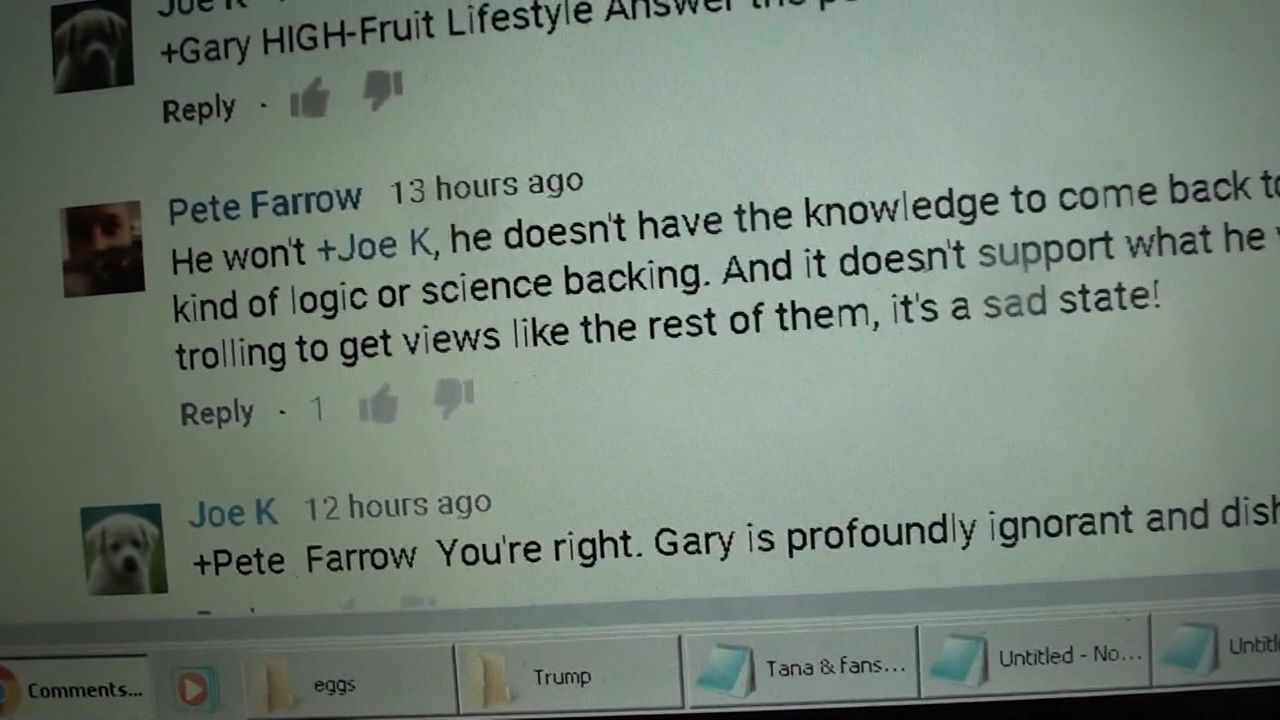 Joe K
+Gary HIGH-Fruit Lifestyle Answer the
Reply ·
Pete Farrow 13 hours ago
He won't +Joe K, he doesn't have the knowledge to come back to
kind of logic or science backing. And it doesn't support what he
trolling to get views like the rest of them, it's a sad state!
Reply · 1
Joe K 12 hours ago
+Pete Farrow You're right. Gary is profoundly ignorant and
Comments... eggs Trump Tana & fans... Untitled - No...